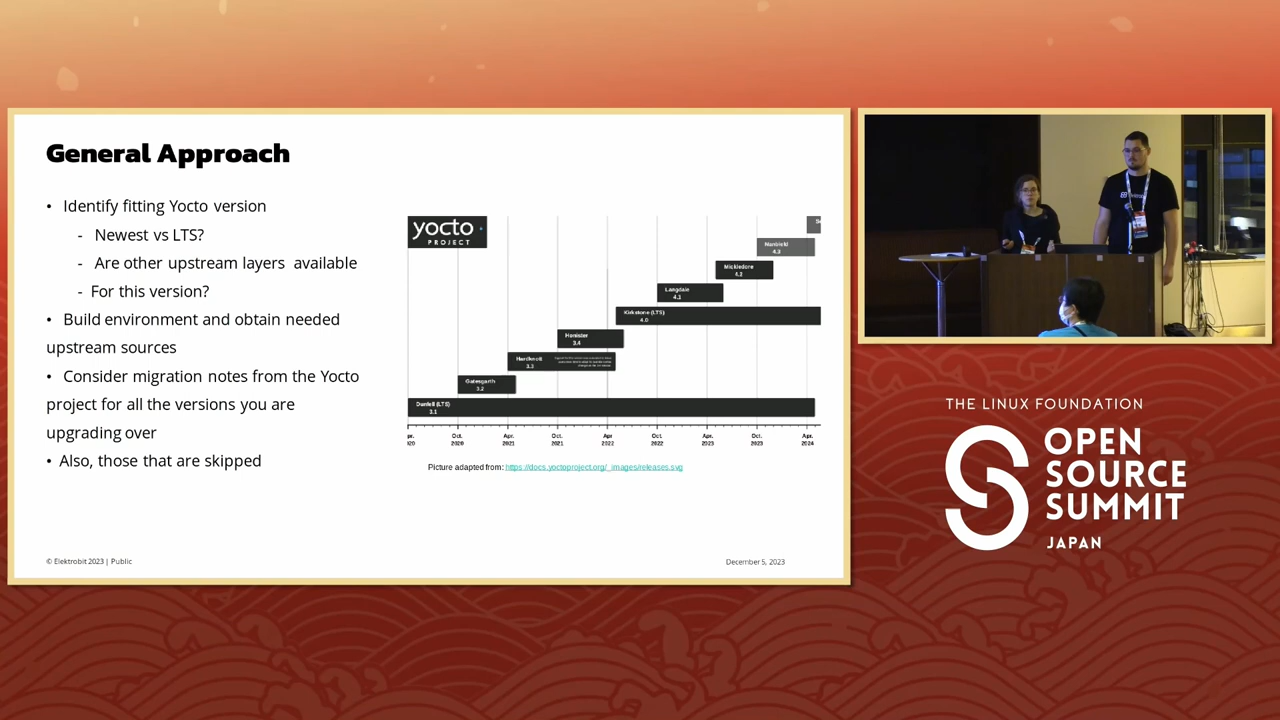 General Approach
• Identify fitting Yocto version
- Newest vs LTS?
- Are other upstream layers available
- For this version?
• Build environment and obtain needed
upstream sources
• Consider migration notes from the Yocto
project for all the versions you are
upgrading over
• Also, those that are skipped
yocto
PROJECT
Nanbield
4.3
Mickledore
4.2
Langdale
4.1
Kirkstone (LTS)
4.0
Honister
3.4
Hardknott
3.3
Gatesgarth
3.2
Dunfell (LTS)
3.1
Oct. Apr. Oct. Apr Oct. Apr. Oct. Apr.
2020 2021 2021 2022 2022 2023 2023 2024
Picture adapted from: https://docs.yoctoproject.org/_images/releases.svg
© Elektrobit 2023 | Public
December 5, 2023
THE LINUX FOUNDATION
OPEN
SOURCE
SUMMIT
JAPAN